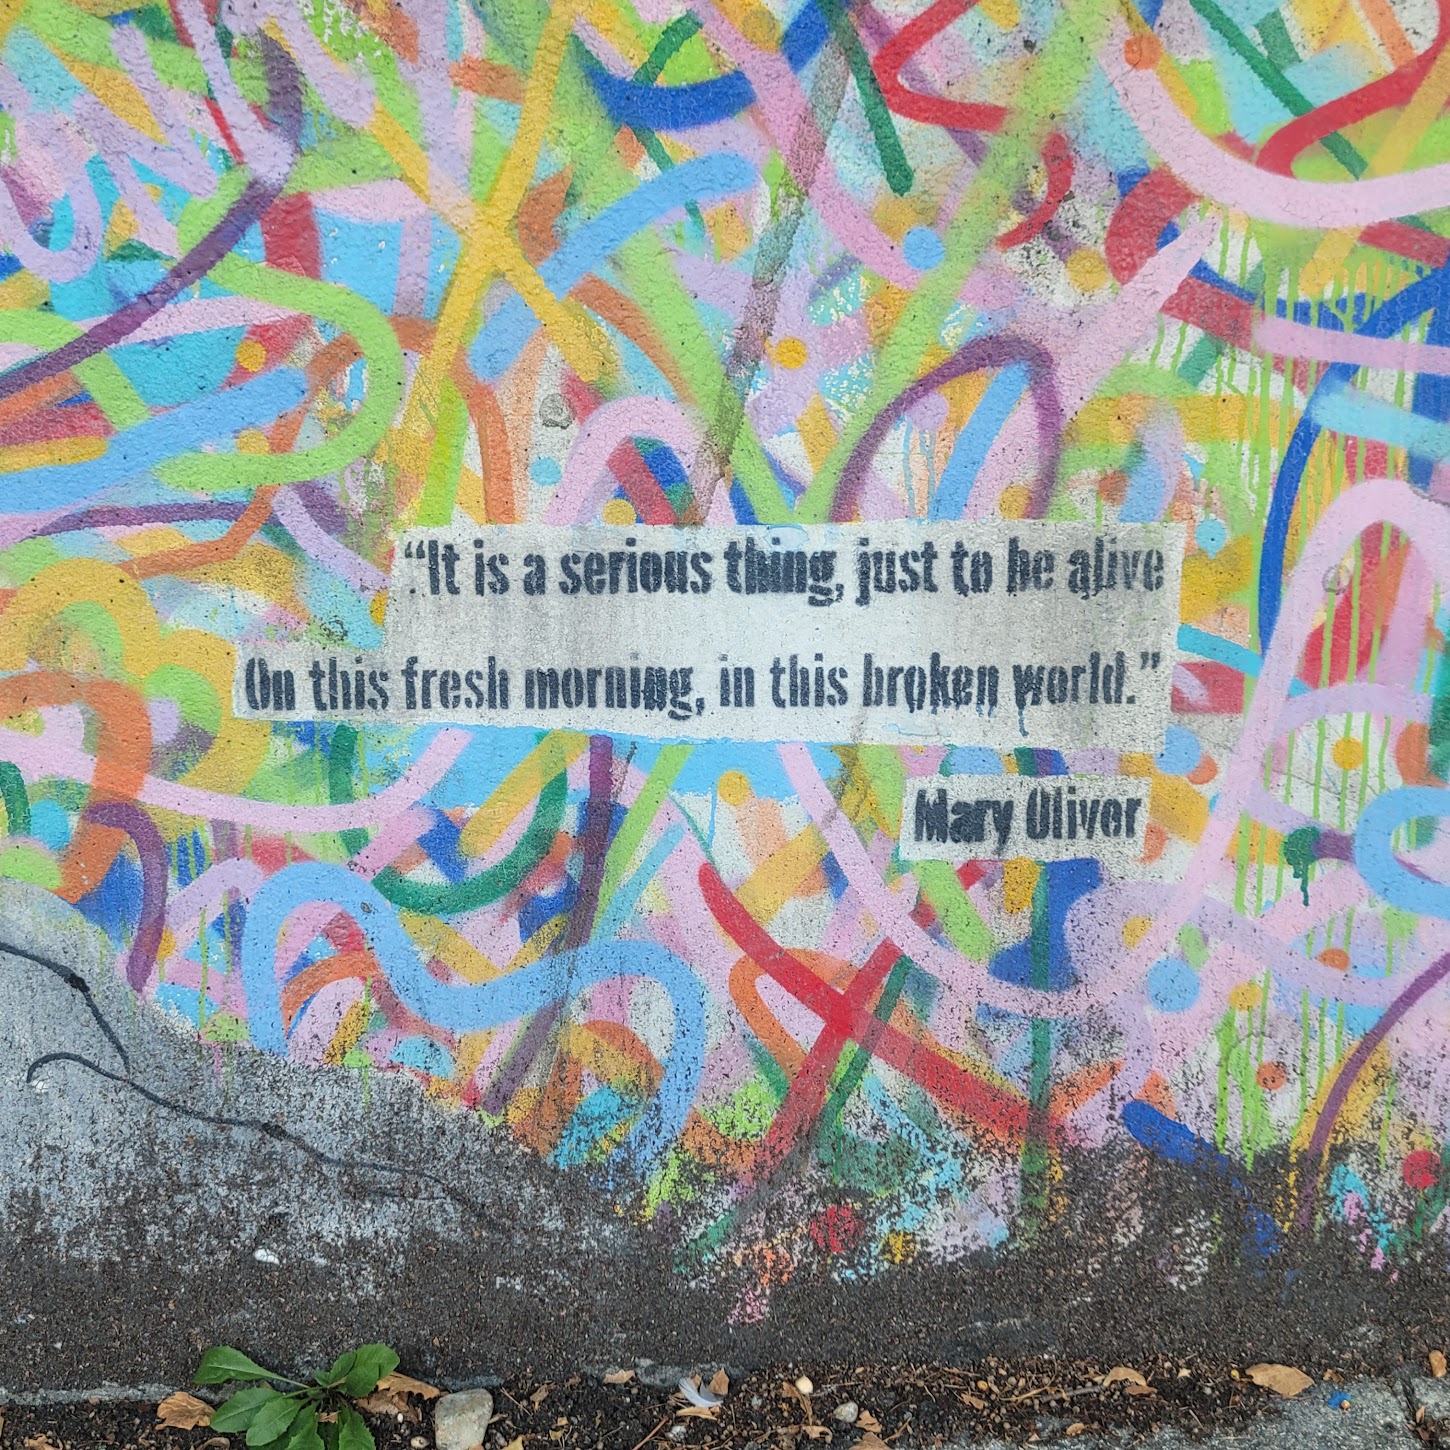 “It is a serious thing, just to be alive
On this fresh morning, in this broken world.”
Mary Oliver